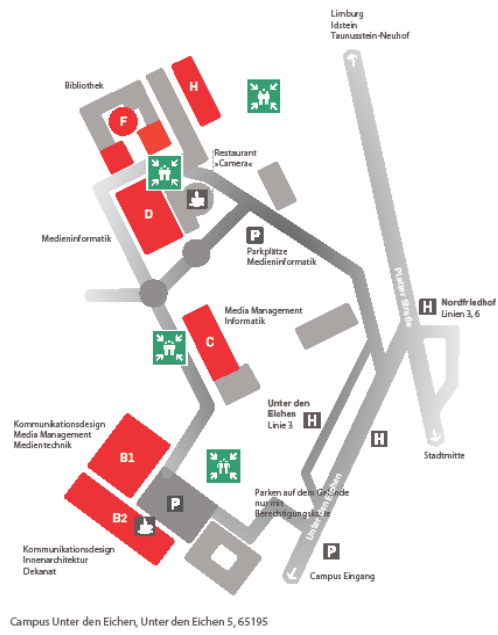 Limburg
Idstein
Taunusstein-Neuhof
Bibliothek
H
F
Restaurant
»Camera«
D
Medieninformatik
P
Parkplätze
Medieninformatik
Platter Straße
H
Nordfriedhof
Linien 3, 6
Media Management
Informatik
C
Unter den
Eichen
Linie 3
H
H
Stadtmitte
Kommunikationsdesign
Media Management
Medientechnik
B1
B2
P
Parken auf dem Gelände
nur mit
Berechtigungskarte
Unter den Eichen
P
Kommunikationsdesign
Innenarchitektur
Dekanat
Campus Eingang
Campus Unter den Eichen, Unter den Eichen 5, 65195